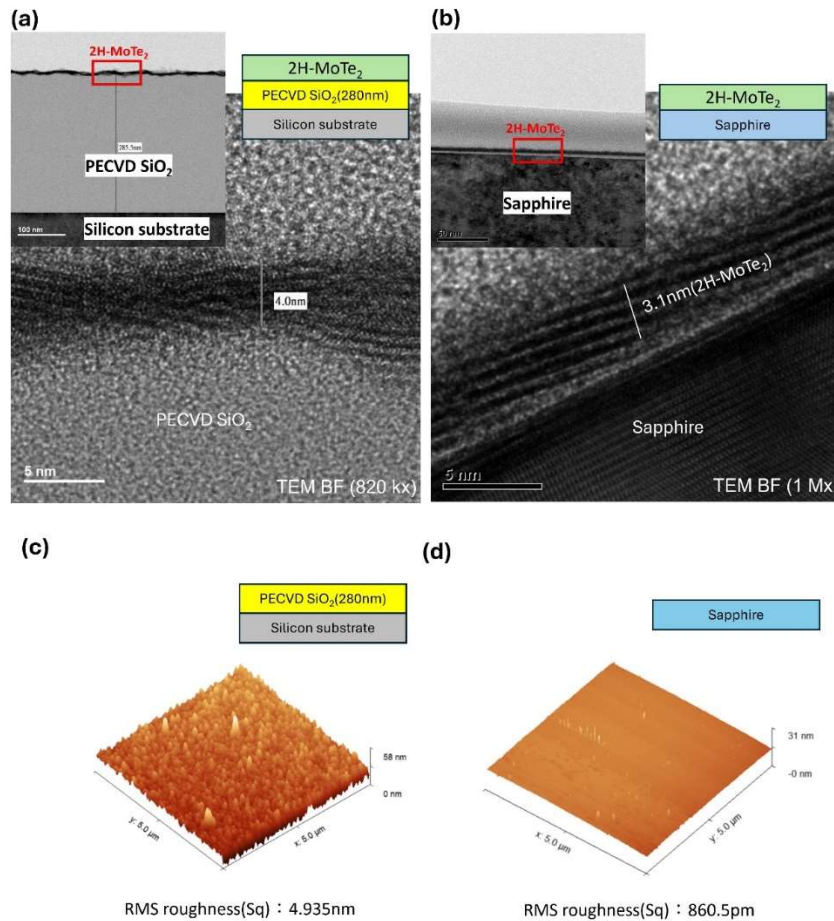 (a)
2H-MoTe₂
285.5nm
PECVD SiO₂
Silicon substrate
100 nm
2H-MoTe₂
PECVD SiO₂(280nm)
Silicon substrate
4.0nm
PECVD SiO₂
5 nm
TEM BF (820 kx)
(b)
2H-MoTe₂
Sapphire
50 nm
2H-MoTe₂
Sapphire
3.1nm(2H-MoTe₂)
Sapphire
5 nm
TEM BF (1 Mx
(c)
PECVD SiO₂(280nm)
Silicon substrate
58 nm
0 nm
y: 5.0 µm
x: 5.0 µm
RMS roughness(Sq)：4.935nm
(d)
Sapphire
31 nm
-0 nm
x: 5.0 µm
y: 5.0 µm
RMS roughness(Sq)：860.5pm